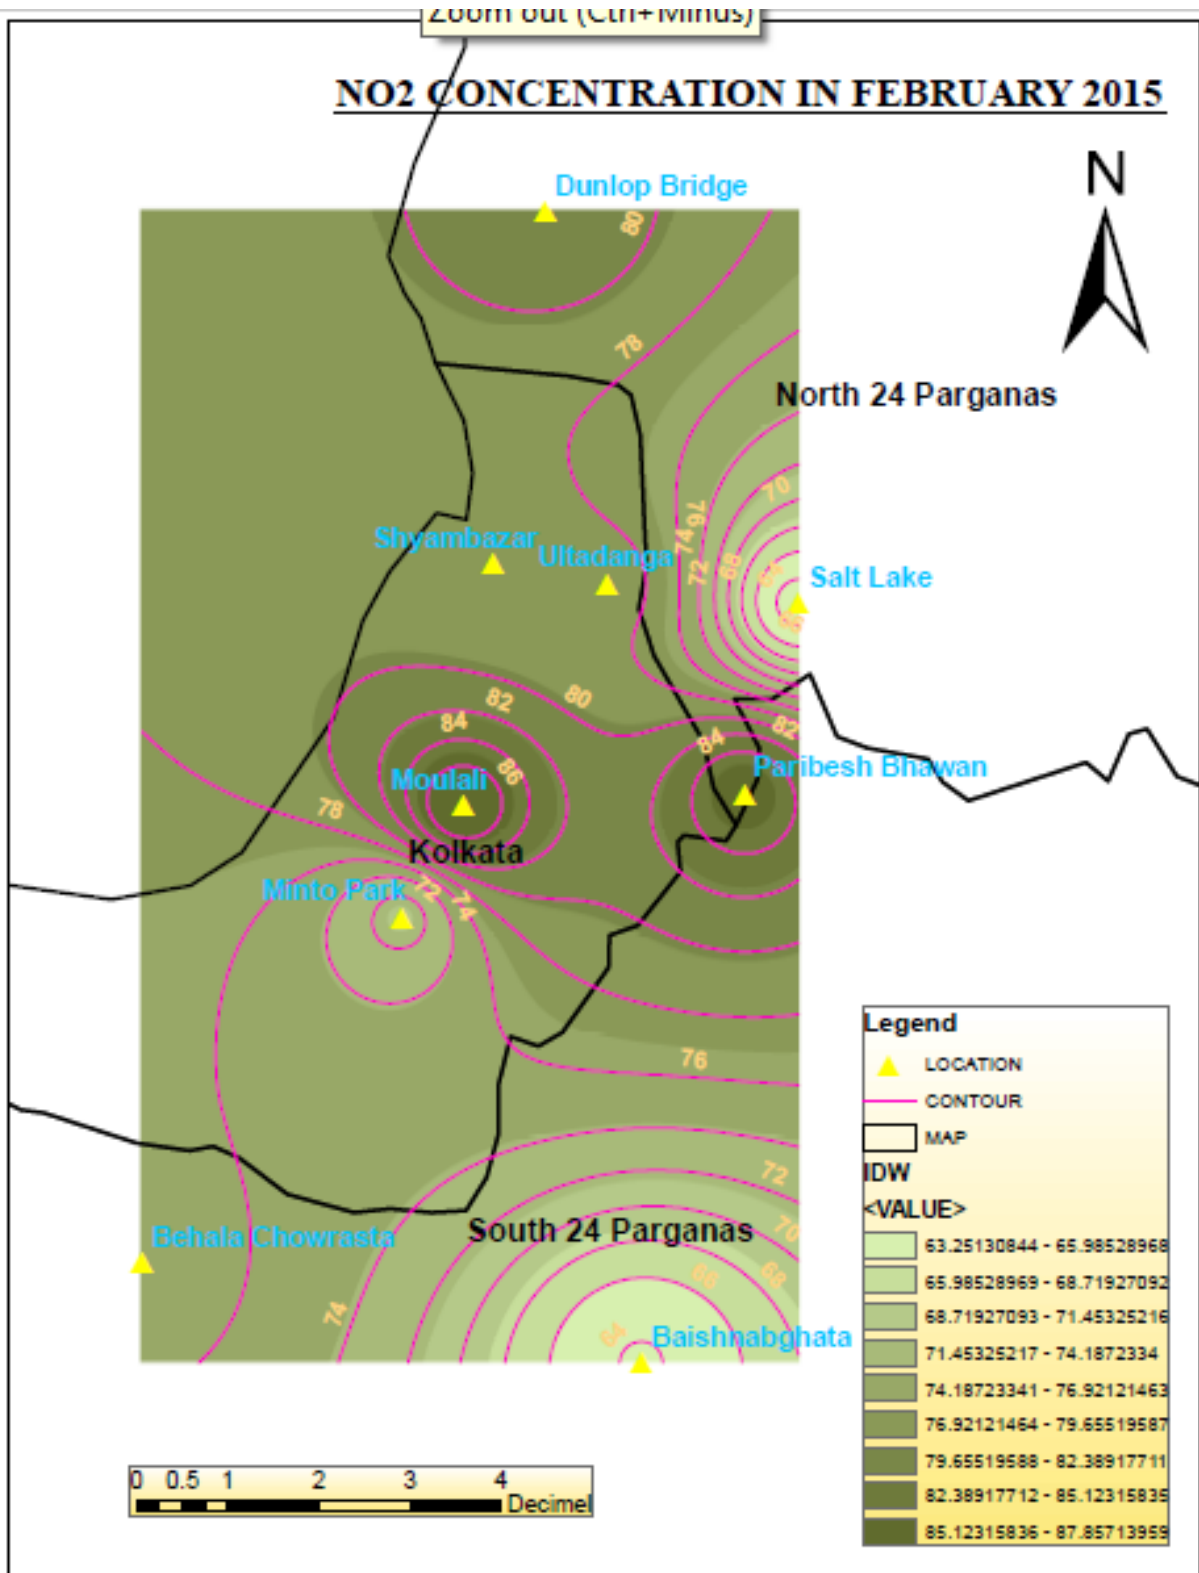 Zoom out (Ctrl+Minus)
NO2 CONCENTRATION IN FEBRUARY 2015
N
Dunlop Bridge
80
78
North 24 Parganas
70
76
74
72
68
64
66
Shyambazar
Ultadanga
Salt Lake
82
80
84
82
84
86
Moulali
Paribesh Bhawan
78
Kolkata
Minto Park
72
74
76
72
South 24 Parganas
70
Behala Chowrasta
66
68
74
64
Baishnabghata
Legend
LOCATION
CONTOUR
MAP
IDW
<VALUE>
63.25130844 - 65.98528968
65.98528969 - 68.71927092
68.71927093 - 71.45325216
71.45325217 - 74.1872334
74.18723341 - 76.92121463
76.92121464 - 79.65519587
79.65519588 - 82.38917711
82.38917712 - 85.12315835
85.12315836 - 87.85713959
0 0.5 1 2 3 4
Decimel